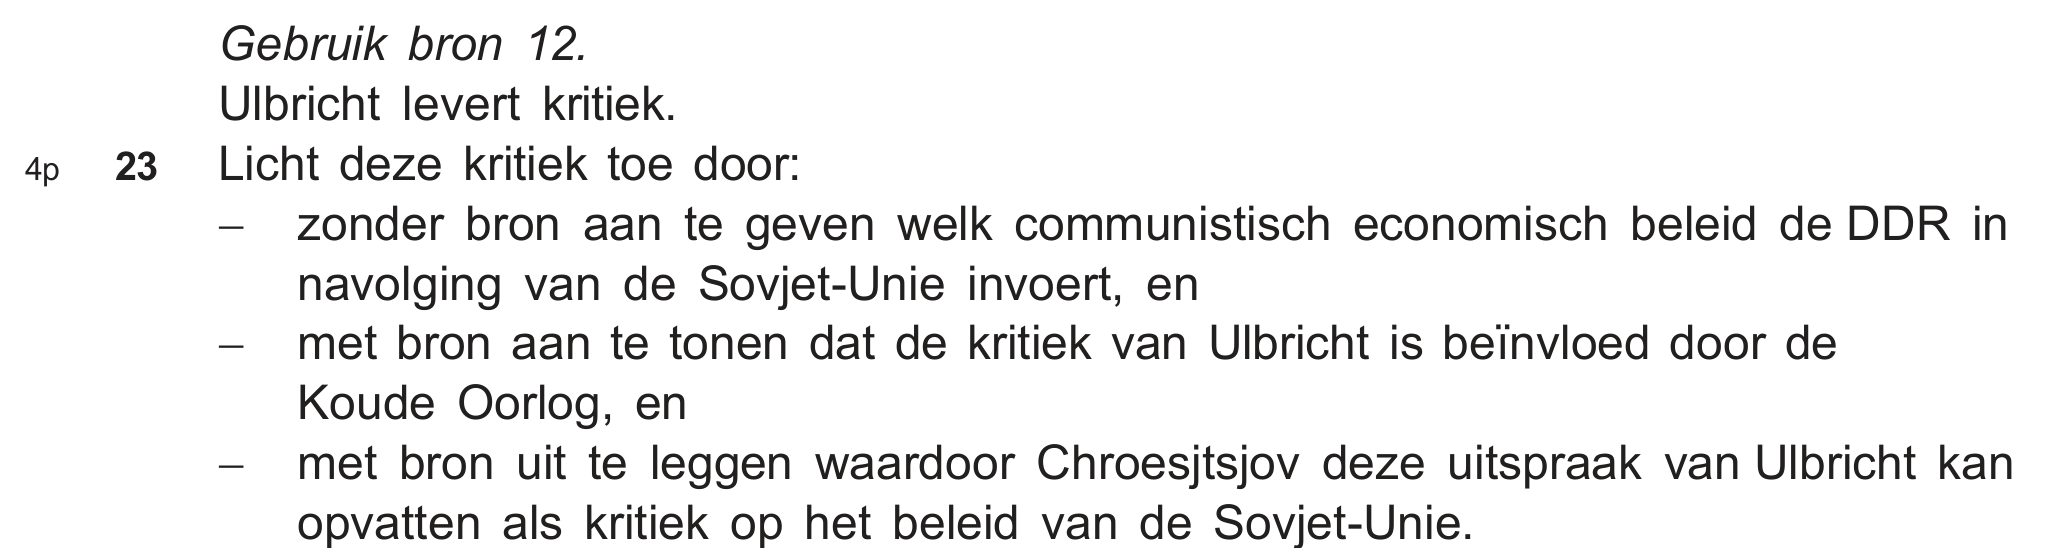 Gebruik bron 12.
Ulbricht levert kritiek.
4p 23 Licht deze kritiek toe door:
– zonder bron aan te geven welk communistisch economisch beleid de DDR in
navolging van de Sovjet-Unie invoert, en
– met bron aan te tonen dat de kritiek van Ulbricht is beïnvloed door de
Koude Oorlog, en
– met bron uit te leggen waardoor Chroesjtsjov deze uitspraak van Ulbricht kan
opvatten als kritiek op het beleid van de Sovjet-Unie.